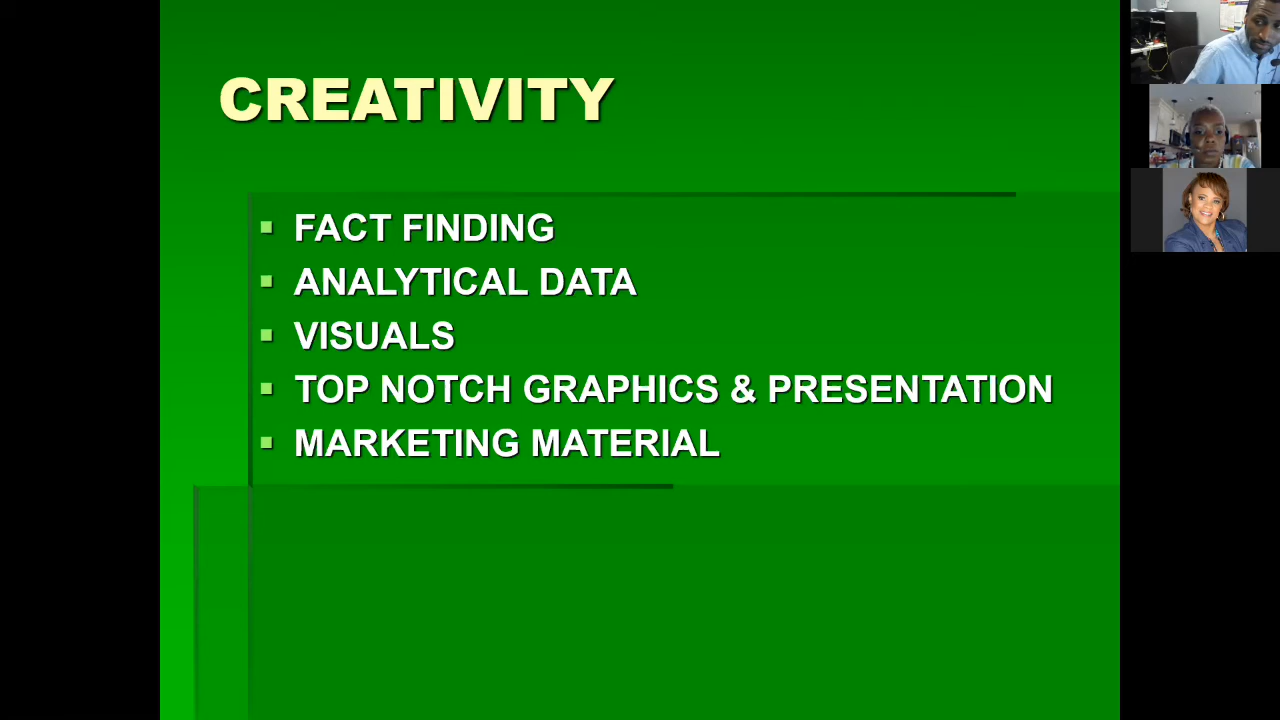 CREATIVITY
FACT FINDING
ANALYTICAL DATA
VISUALS
TOP NOTCH GRAPHICS & PRESENTATION
MARKETING MATERIAL